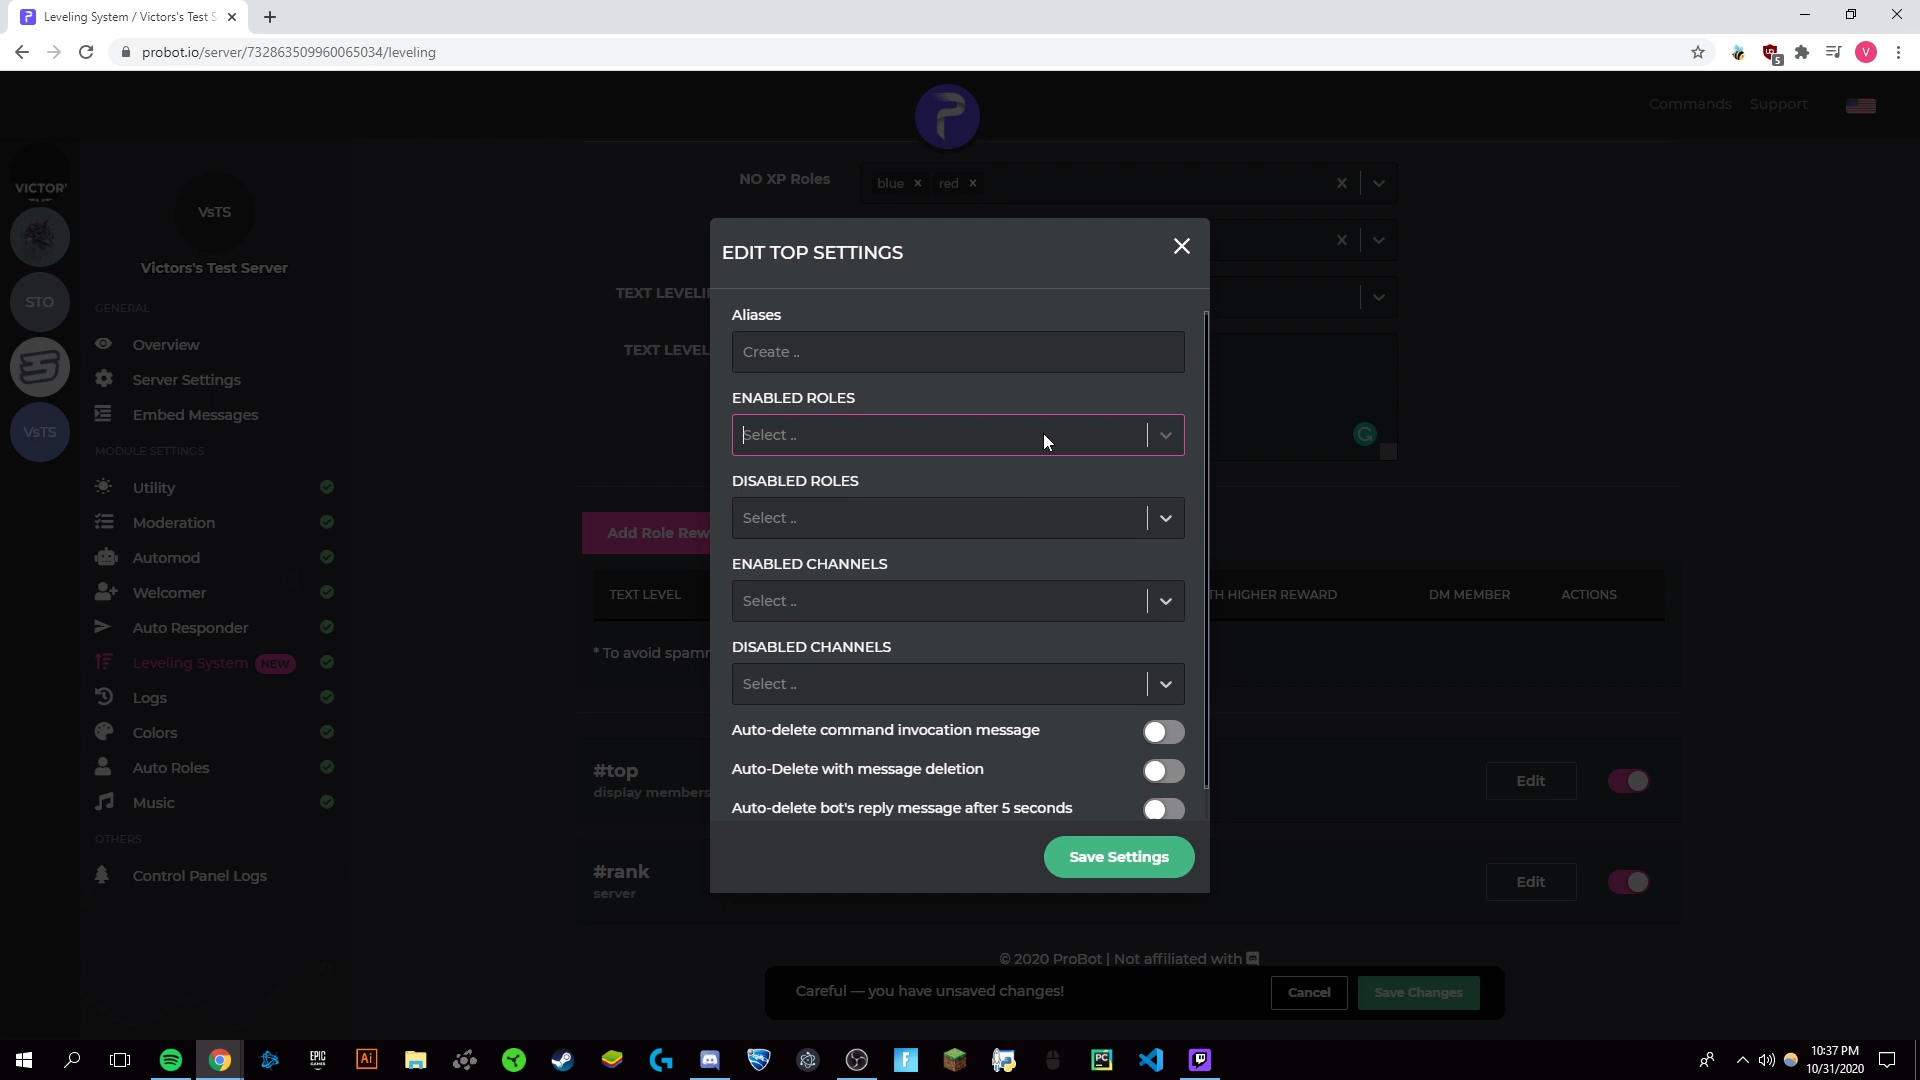 Leveling System / Victors's Test S
probot.io/server/732863509960065034/leveling
5
V
Commands
Support
VICTOR'
STO
VsTS
VsTS
Victors's Test Server
GENERAL
Overview
Server Settings
Embed Messages
MODULE SETTINGS
Utility
Moderation
Automod
Welcomer
Auto Responder
Leveling System NEW
Logs
Colors
Auto Roles
Music
OTHERS
Control Panel Logs
NO XP Roles
blue
red
TEXT LEVELI
TEXT LEVEL
Add Role Rew
TEXT LEVEL
TH HIGHER REWARD
DM MEMBER
ACTIONS
* To avoid spamm
#top
display members
Edit
#rank
server
Edit
EDIT TOP SETTINGS
Aliases
Create ..
ENABLED ROLES
Select ..
DISABLED ROLES
Select ..
ENABLED CHANNELS
Select ..
DISABLED CHANNELS
Select ..
Auto-delete command invocation message
Auto-Delete with message deletion
Auto-delete bot's reply message after 5 seconds
Save Settings
© 2020 ProBot | Not affiliated with
Careful — you have unsaved changes!
Cancel
Save Changes
EPIC
GAMES
Ai
PC
10:37 PM
10/31/2020